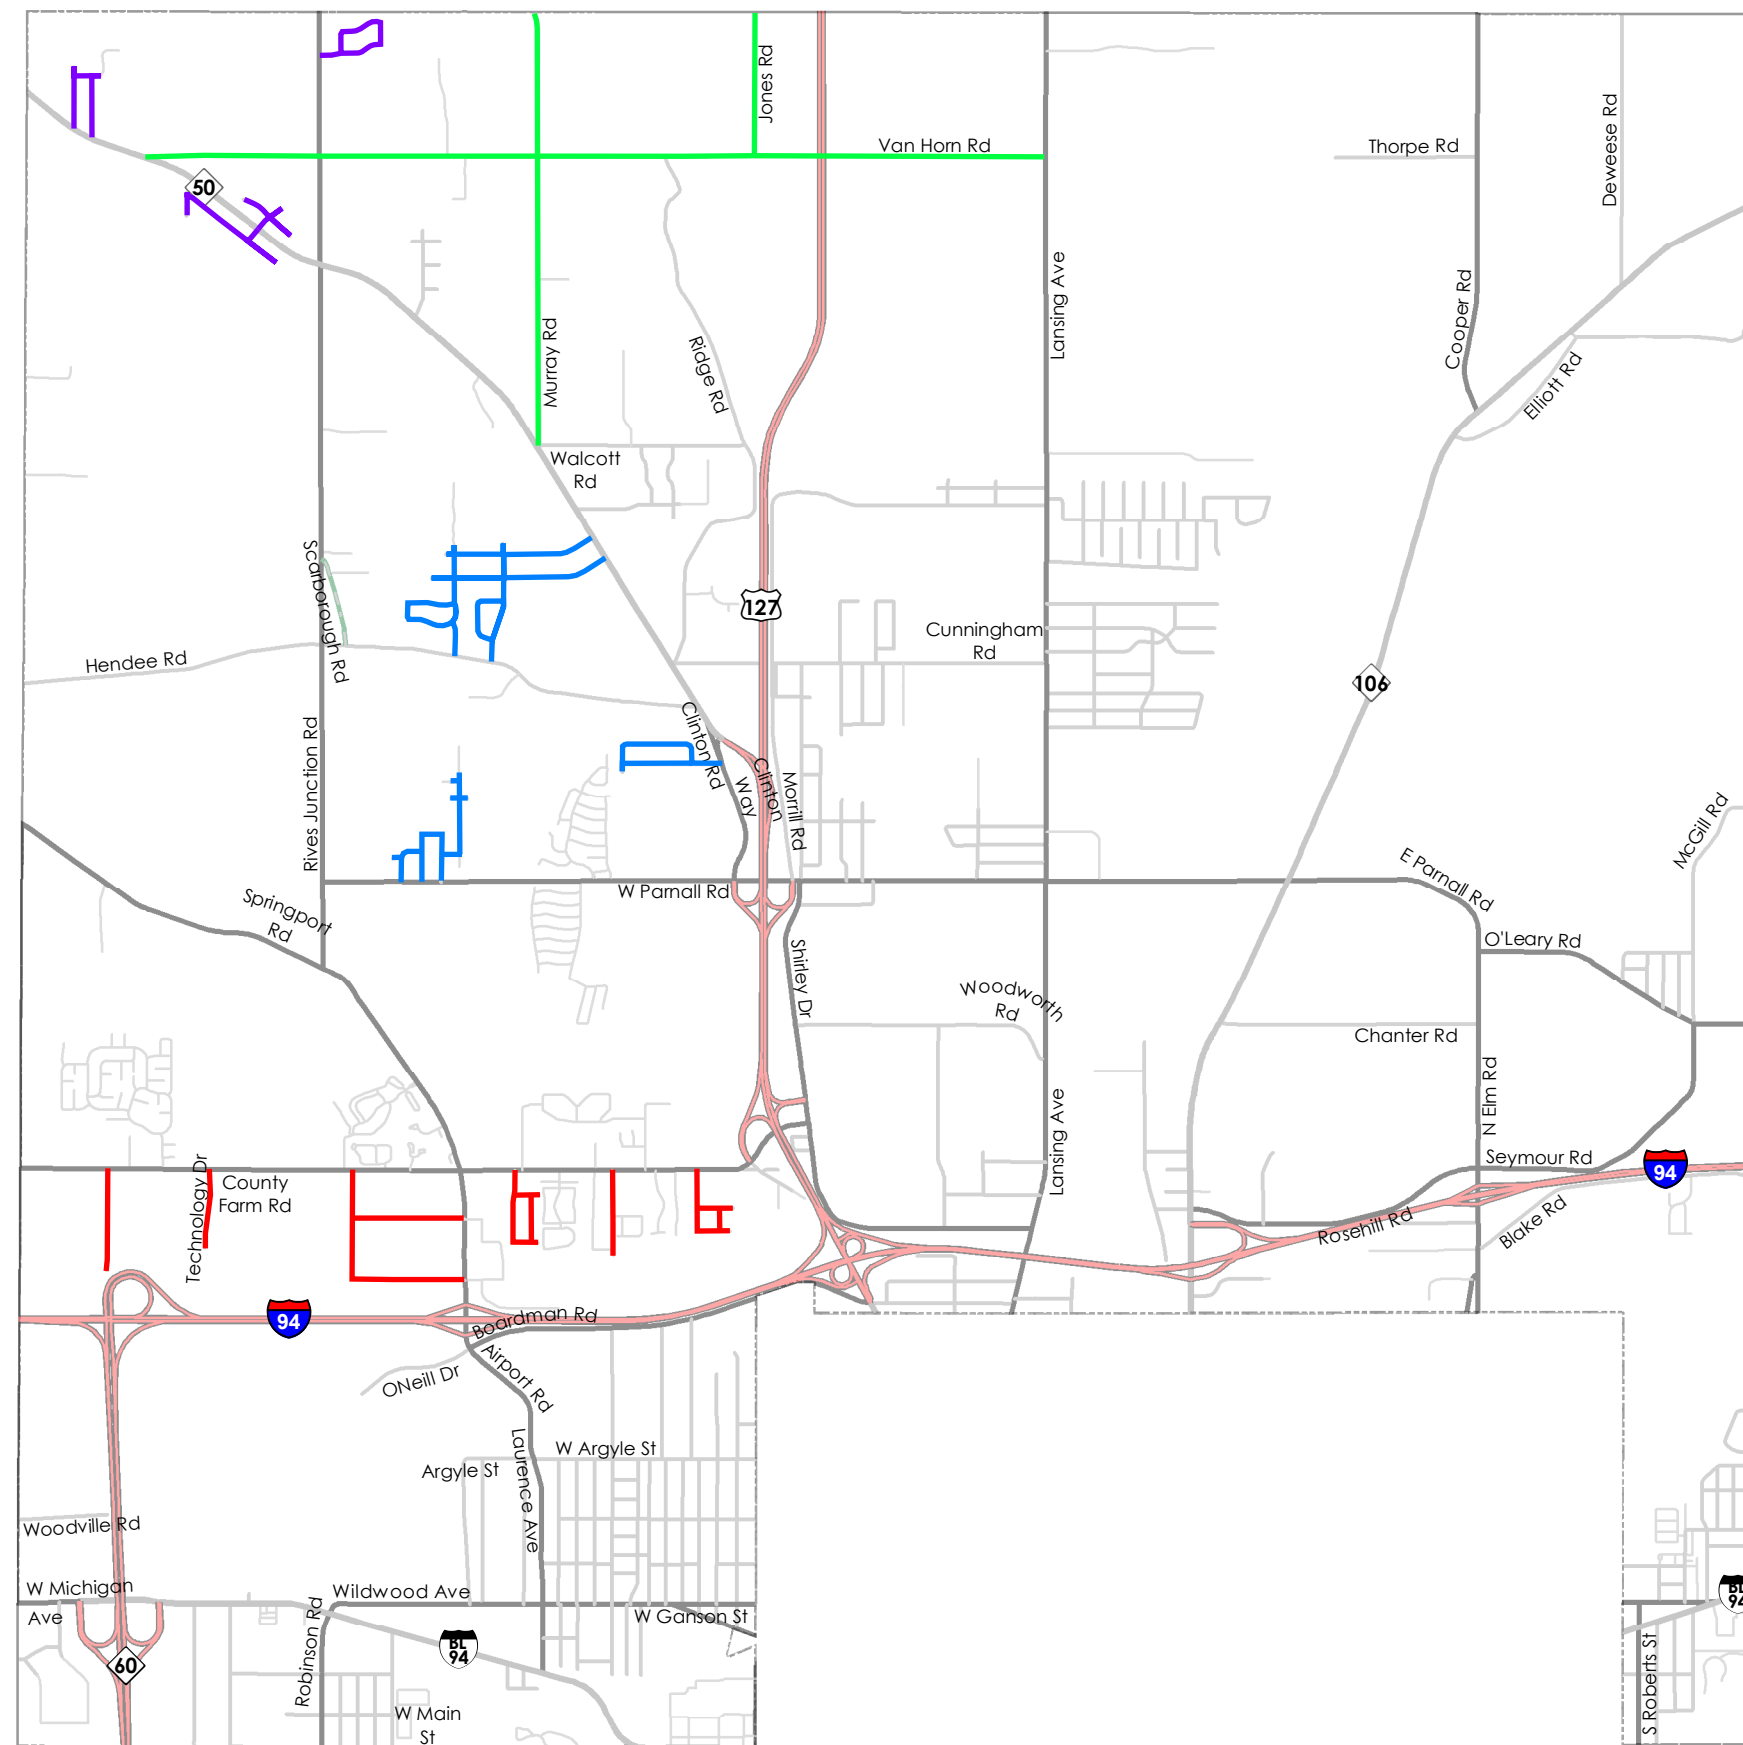 Jones Rd
Van Horn Rd
Thorpe Rd
Deweese Rd
50
Lansing Ave
Cooper Rd
Murray Rd
Ridge Rd
Elliott Rd
Walcott
Rd
Scarborough Rd
127
Cunningham
Rd
Hendee Rd
106
Clinton Rd
Clinton
Way
Morrill Rd
Rives Junction Rd
McGill Rd
W Parnall Rd
E Parnall Rd
Springport
Rd
O'Leary Rd
Shirley Dr
Woodworth
Rd
Chanter Rd
N Elm Rd
Lansing Ave
Seymour Rd
94
Technology Dr
County
Farm Rd
Rosehill Rd
Blake Rd
94
Boardman Rd
Airport Rd
ONeill Dr
Laurence Ave
W Argyle St
Argyle St
Woodville Rd
W Michigan
Ave
Wildwood Ave
W Ganson St
Robinson Rd
BL
94
BL
94
60
S Roberts St
W Main
St